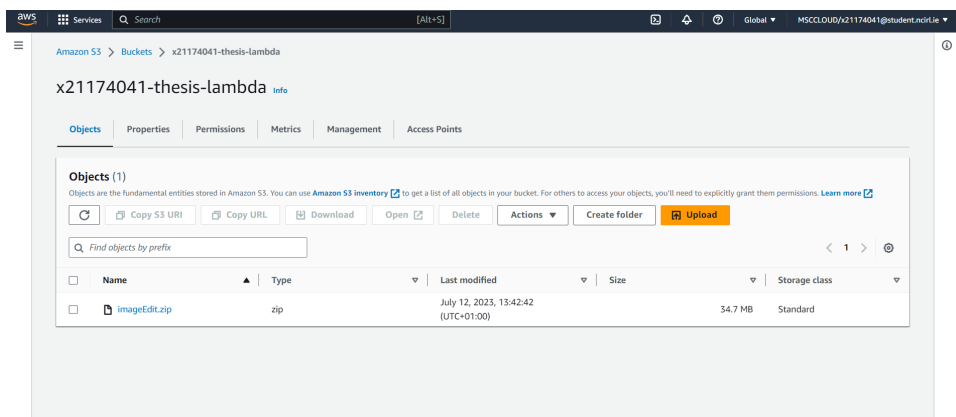 aws Services Search [Alt+S] Global ▼ MSCCLOUD/x21174041@student.ncirl.ie ▼
Amazon S3 > Buckets > x21174041-thesis-lambda
x21174041-thesis-lambda Info
Objects Properties Permissions Metrics Management Access Points
Objects (1)
Objects are the fundamental entities stored in Amazon S3. You can use Amazon S3 inventory to get a list of all objects in your bucket. For others to access your objects, you'll need to explicitly grant them permissions. Learn more
Copy S3 URI Copy URL Download Open Delete Actions ▼ Create folder Upload
Find objects by prefix < 1 >
Name ▲ Type ▽ Last modified ▽ Size ▽ Storage class ▽
imageEdit.zip zip July 12, 2023, 13:42:42 34.7 MB Standard
(UTC+01:00)